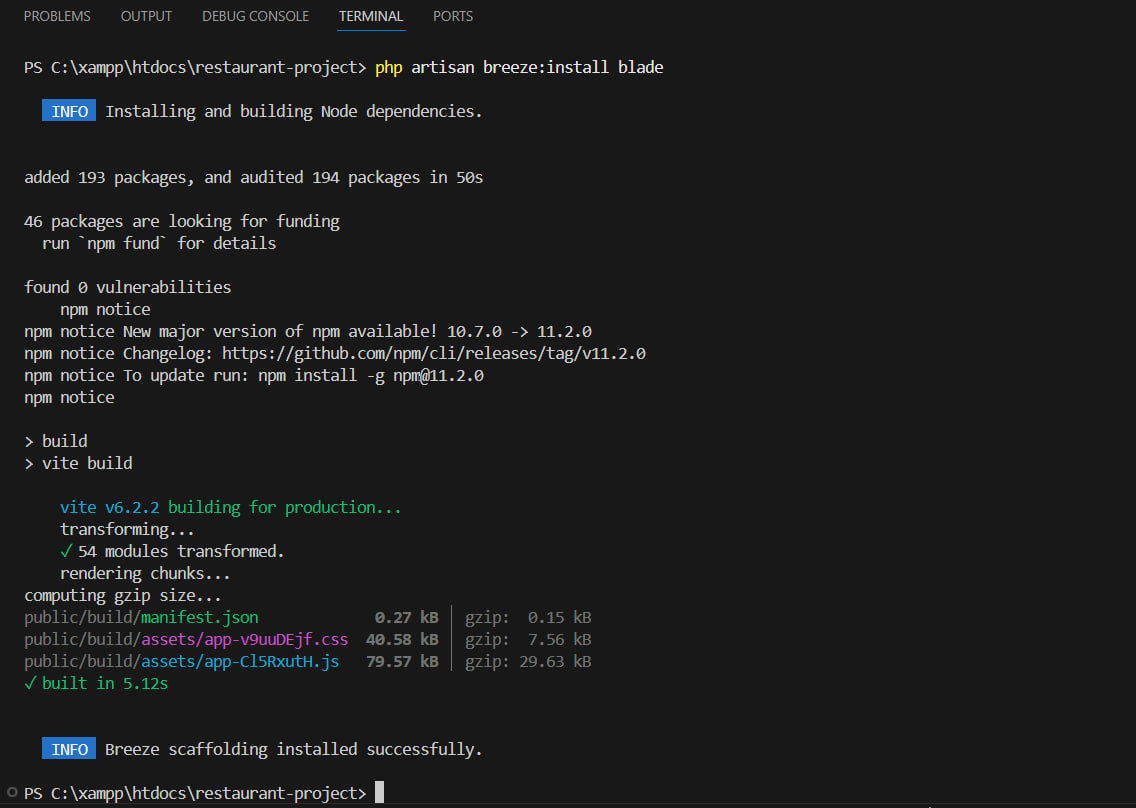 PROBLEMS OUTPUT DEBUG CONSOLE TERMINAL PORTS
PS C:\xampp\htdocs\restaurant-project> php artisan breeze:install blade
INFO Installing and building Node dependencies.
added 193 packages, and audited 194 packages in 50s
46 packages are looking for funding
run `npm fund` for details
found 0 vulnerabilities
npm notice
npm notice New major version of npm available! 10.7.0 -> 11.2.0
npm notice Changelog: https://github.com/npm/cli/releases/tag/v11.2.0
npm notice To update run: npm install -g npm@11.2.0
npm notice
> build
> vite build
vite v6.2.2 building for production...
transforming...
✓ 54 modules transformed.
rendering chunks...
computing gzip size...
public/build/manifest.json 0.27 kB │ gzip: 0.15 kB
public/build/assets/app-v9uuDEjf.css 40.58 kB │ gzip: 7.56 kB
public/build/assets/app-Cl5RxutH.js 79.57 kB │ gzip: 29.63 kB
✓ built in 5.12s
INFO Breeze scaffolding installed successfully.
PS C:\xampp\htdocs\restaurant-project>